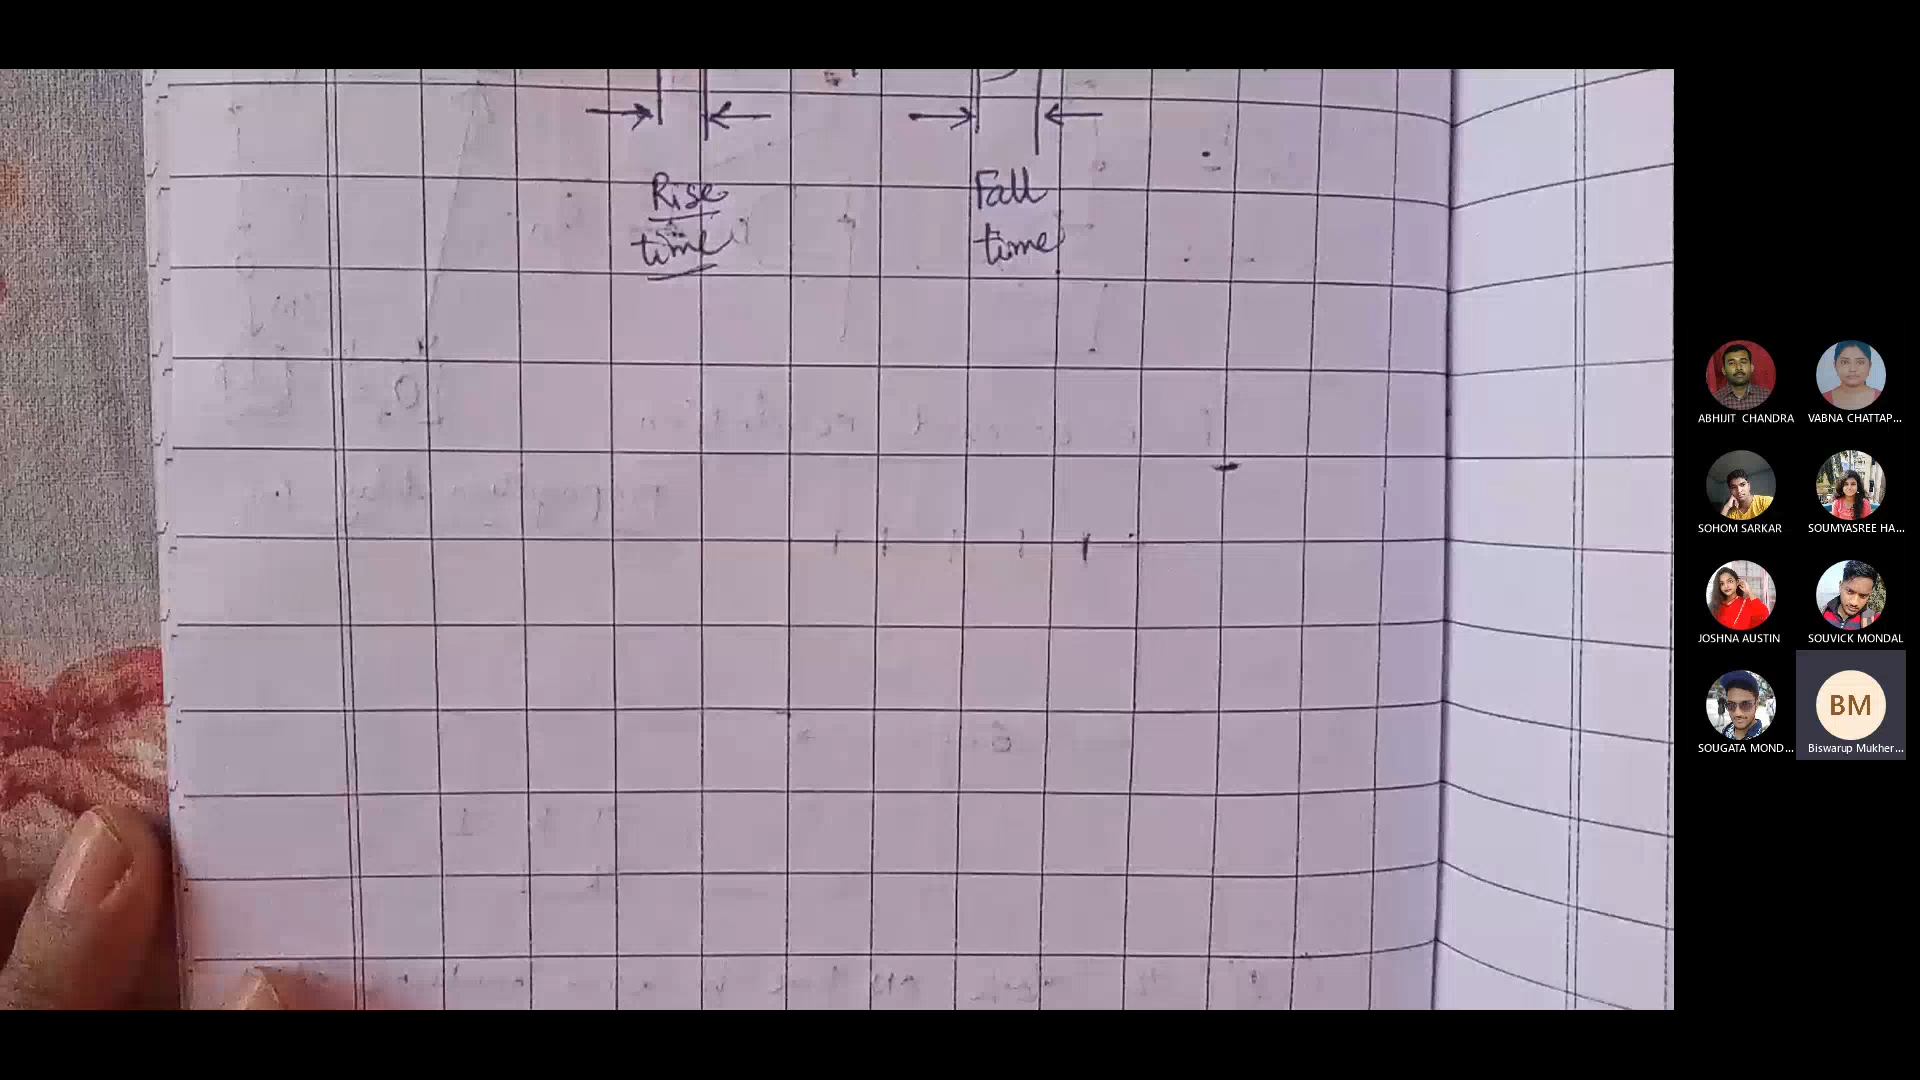 Rise
time
Fall
time
ABHIJIT CHANDRA
VABNA CHATTAP...
SOHOM SARKAR
SOUMYASREE HA...
JOSHNA AUSTIN
SOUVICK MONDAL
SOUGATA MOND...
BM
Biswarup Mukher...